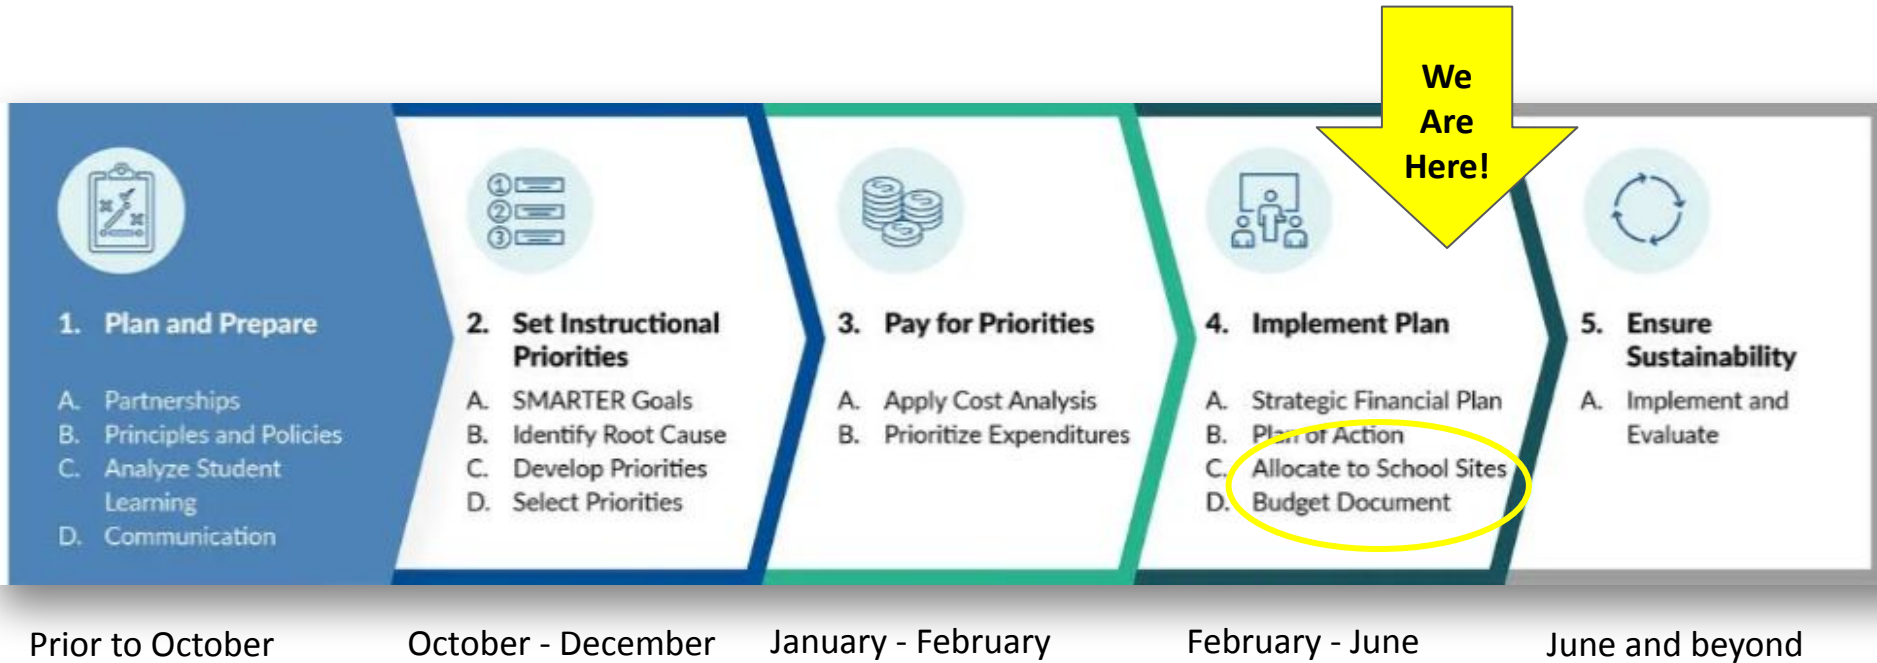 We
Are
Here!
1. Plan and Prepare
A. Partnerships
B. Principles and Policies
C. Analyze Student
Learning
D. Communication
2. Set Instructional
Priorities
A. SMARTER Goals
B. Identify Root Cause
C. Develop Priorities
D. Select Priorities
3. Pay for Priorities
A. Apply Cost Analysis
B. Prioritize Expenditures
4. Implement Plan
A. Strategic Financial Plan
B. Plan of Action
C. Allocate to School Sites
D. Budget Document
5. Ensure
Sustainability
A. Implement and
Evaluate
Prior to October
October - December
January - February
February - June
June and beyond